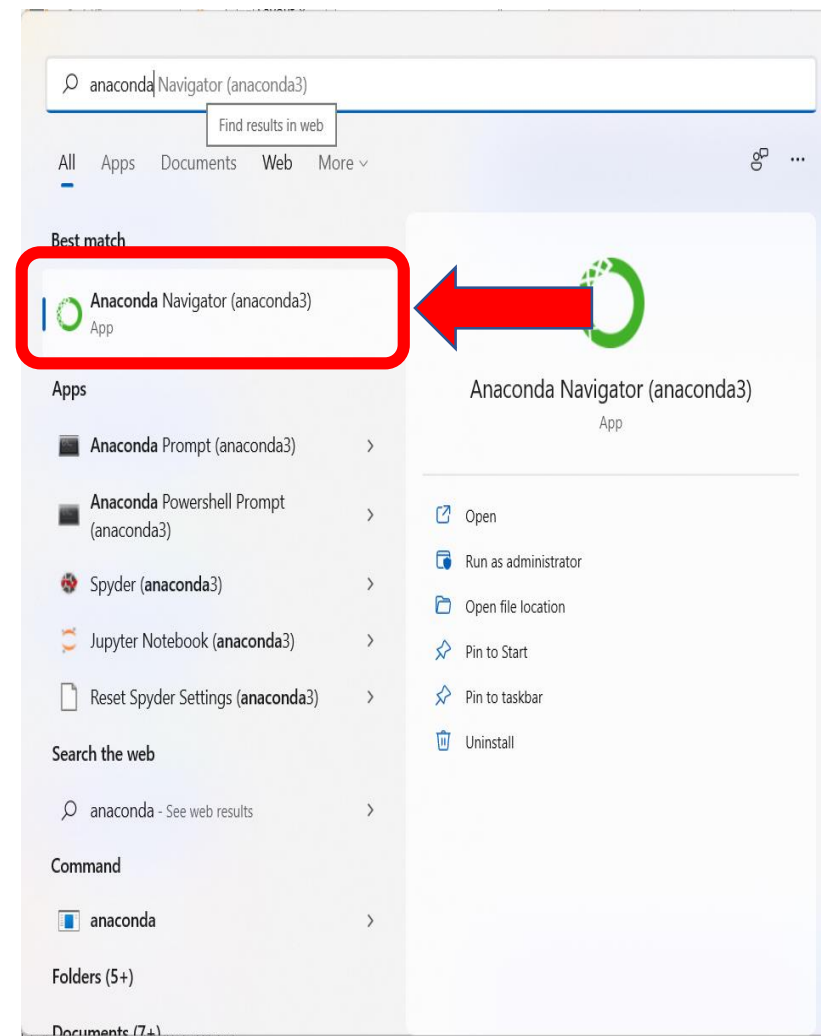 anaconda Navigator (anaconda3)
Find results in web
All Apps Documents Web More
Best match
Anaconda Navigator (anaconda3)
App
Apps
Anaconda Prompt (anaconda3)
Anaconda Powershell Prompt
(anaconda3)
Spyder (anaconda3)
Jupyter Notebook (anaconda3)
Reset Spyder Settings (anaconda3)
Search the web
anaconda - See web results
Command
anaconda
Folders (5+)
Documents (7+)
Anaconda Navigator (anaconda3)
App
Open
Run as administrator
Open file location
Pin to Start
Pin to taskbar
Uninstall